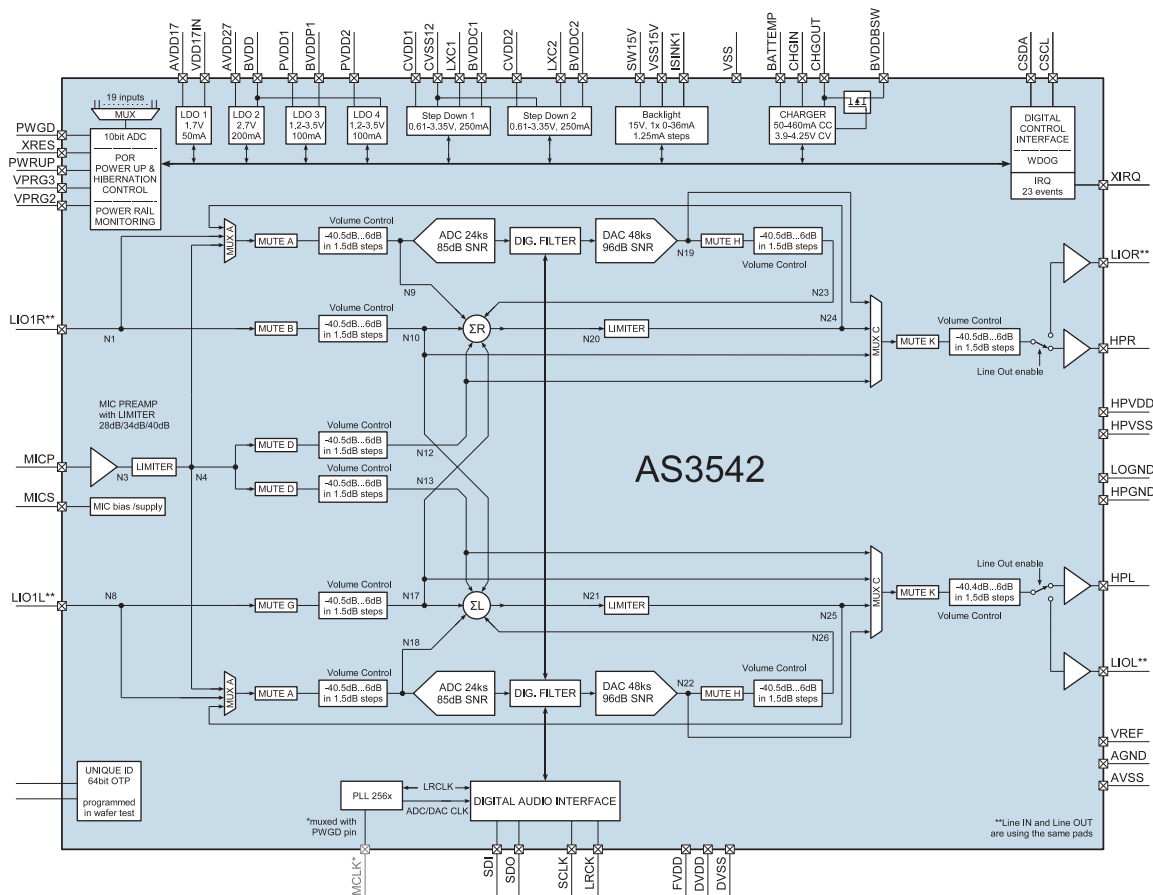 AVDD17
VDD17IN
AVDD27
BVDD
PVDD1
BVDDP1
PVDD2
CVDD1
CVSS12
LXC1
BVDDC1
CVDD2
LXC2
BVDDC2
SW15V
VSS15V
ISINK1
VSS
BATTEMP
CHGIN
CHGOUT
BVDDBSW
CSDA
CSCL
19 inputs
MUX
10bit ADC
POR
POWER UP &
HIBERNATION
CONTROL
POWER RAIL
MONITORING
LDO 1
1,7V
50mA
LDO 2
2,7V
200mA
LDO 3
1,2-3,5V
100mA
LDO 4
1,2-3,5V
100mA
Step Down 1
0.61-3.35V, 250mA
Step Down 2
0.61-3.35V, 250mA
Backlight
15V, 1x 0-36mA
1.25mA steps
CHARGER
50-460mA CC
3.9-4.25V CV
DIGITAL
CONTROL
INTERFACE
WDOG
IRQ
23 events
PWGD
XRES
PWRUP
VPRG3
VPRG2
XIRQ
MUX A
MUTE A
Volume Control
-40.5dB...6dB
in 1.5dB steps
ADC 24ks
85dB SNR
DIG. FILTER
DAC 48ks
96dB SNR
N19
MUTE H
-40.5dB...6dB
in 1.5dB steps
Volume Control
LIOR**
N9
N23
LIO1R**
N1
MUTE B
Volume Control
-40.5dB...6dB
in 1.5dB steps
N10
ΣR
N20
LIMITER
N24
MUX C
MUTE K
Volume Control
-40.5dB...6dB
in 1.5dB steps
Line Out enable
HPR
MIC PREAMP
with LIMITER
28dB/34dB/40dB
HPVDD
HPVSS
MICP
N3
LIMITER
N4
MUTE D
Volume Control
-40.5dB...6dB
in 1.5dB steps
N12
MUTE D
-40.5dB...6dB
in 1.5dB steps
N13
AS3542
LOGND
HPGND
MICS
MIC bias /supply
LIO1L**
N8
MUTE G
Volume Control
-40.5dB...6dB
in 1.5dB steps
N17
ΣL
N21
LIMITER
N25
MUX C
MUTE K
-40.4dB...6dB
in 1.5dB steps
Volume Control
Line Out enable
HPL
N18
N26
MUX A
MUTE A
Volume Control
-40.5dB...6dB
in 1.5dB steps
ADC 24ks
85dB SNR
DIG. FILTER
DAC 48ks
96dB SNR
N22
MUTE H
Volume Control
-40.5dB...6dB
in 1.5dB steps
LIOL**
VREF
AGND
AVSS
UNIQUE ID
64bit OTP
programmed
in wafer test
PLL 256x
LRCLK
ADC/DAC CLK
DIGITAL AUDIO INTERFACE
*muxed with
PWGD pin
**Line IN and Line OUT
are using the same pads
MCLK*
SDI
SDO
SCLK
LRCK
FVDD
DVDD
DVSS